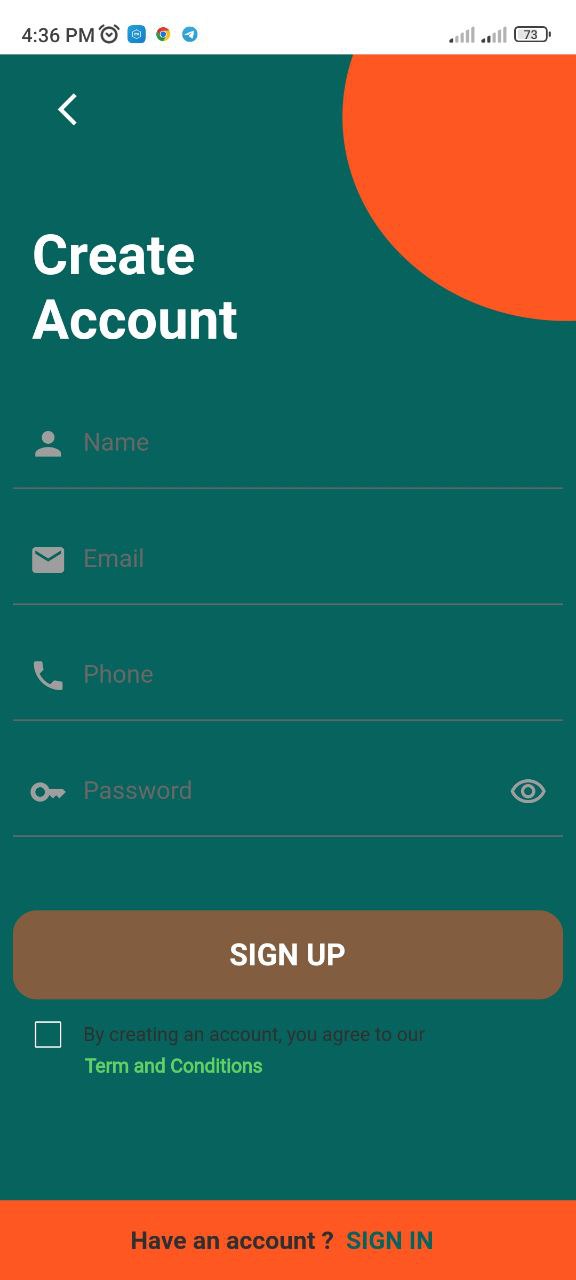 4:36 PM
73
Create
Account
Name
Email
Phone
Password
SIGN UP
By creating an account, you agree to our
Term and Conditions
Have an account ? SIGN IN